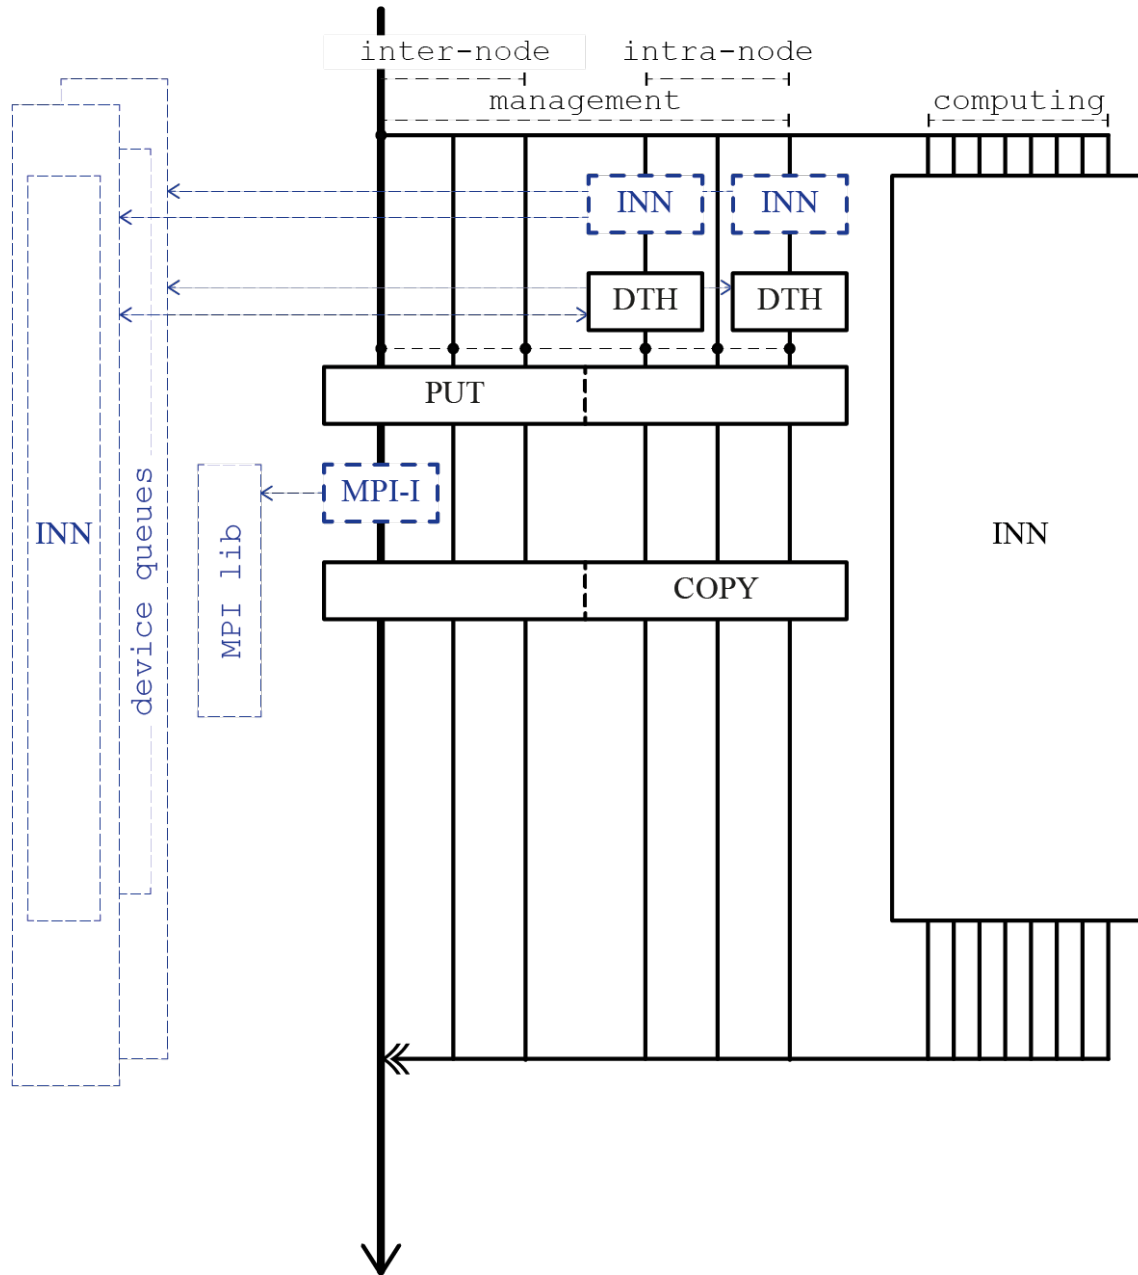 inter-node
intra-node
management
computing
INN
INN
DTH
DTH
PUT
MPI-I
INN
device queues
MPI lib
INN
COPY